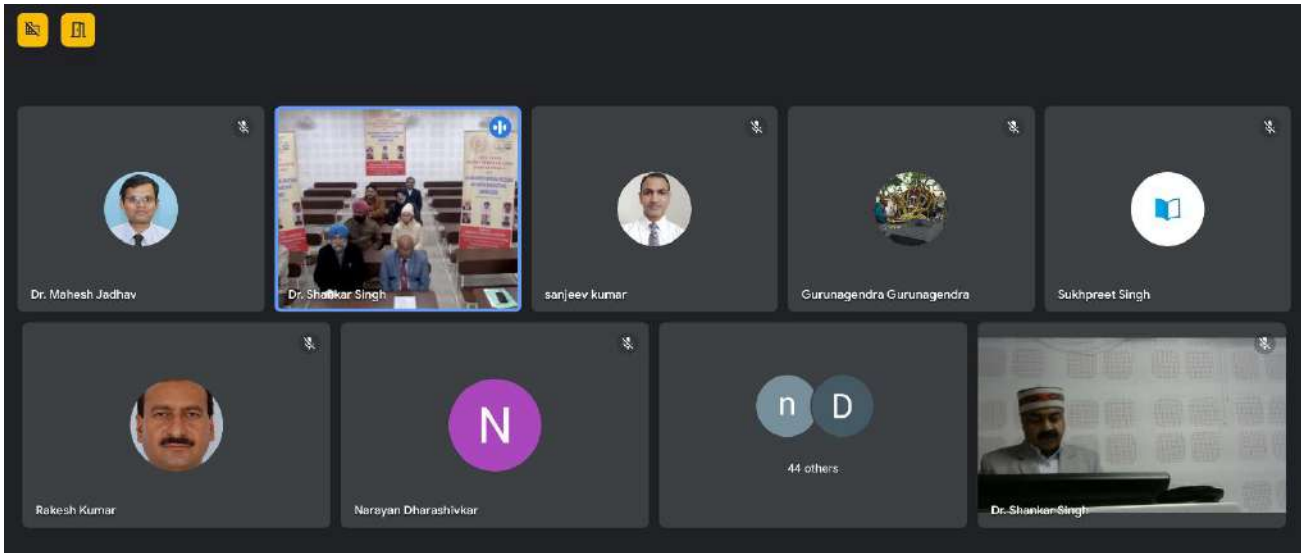 Dr. Mahesh Jadhav
Dr. Shankar Singh
sanjeev kumar
Gurunagendra Gurunagendra
Sukhpreet Singh
Rakesh Kumar
N
Narayan Dharashivkar
n D
44 others
Dr. Shankar Singh